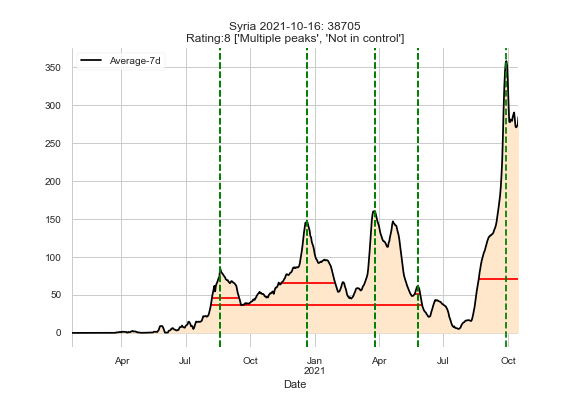 Syria 2021-10-16: 38705
Rating:8 ['Multiple peaks', 'Not in control']
Average-7d
350
300
250
200
150
100
50
0
Apr
Jul
Oct
Jan
2021
Apr
Jul
Oct
Date